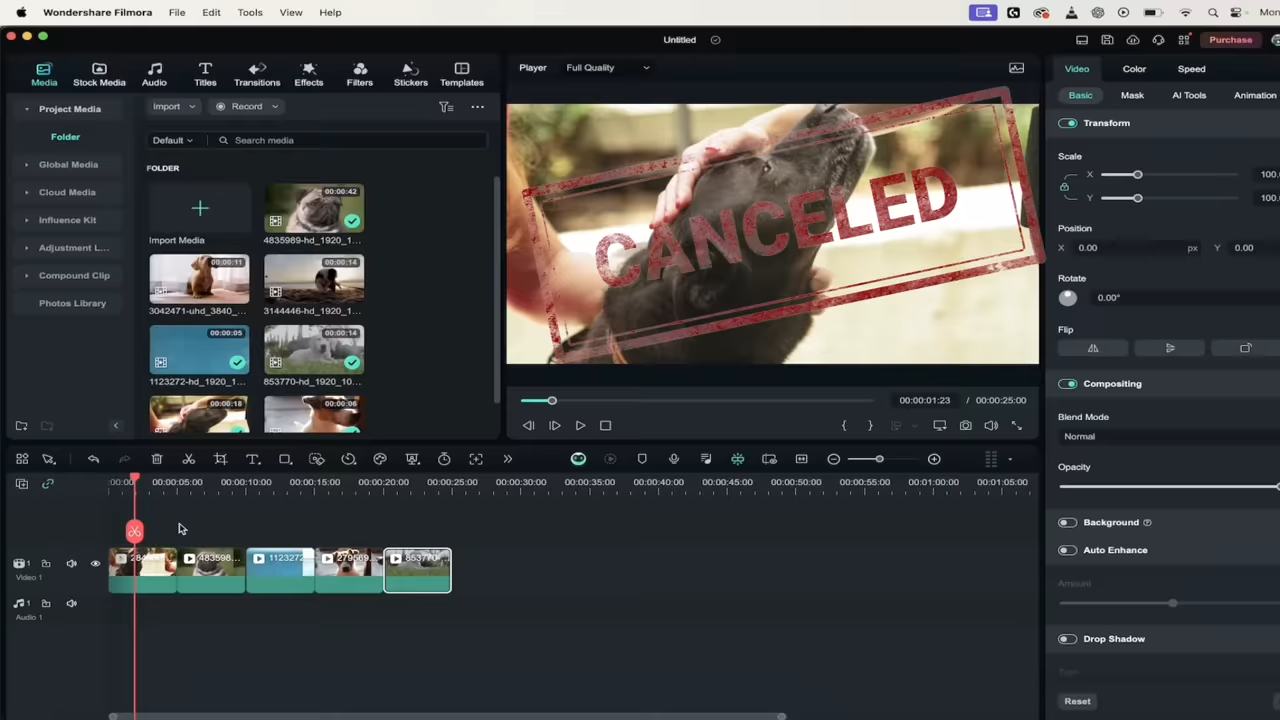 Wondershare Filmora File Edit Tools View Help Mon
Untitled
Purchase
Media Stock Media Audio Titles Transitions Effects Filters Stickers Templates
Player Full Quality
Video Color Speed
Project Media
Import Record
Basic Mask AI Tools Animation
Folder
Default Search media
Transform
Global Media
FOLDER
Scale
Cloud Media
00:00:42
X 100.
Influence Kit
Y 100.
Adjustment L...
Import Media 4835989-hd_1920_1...
Position
Compound Clip
00:00:11 00:00:14
X 0.00 px Y 0.00
Photos Library
3042471-uhd_3840_... 3144446-hd_1920_1...
Rotate
0.00°
00:00:05 00:00:14
Flip
1123272-hd_1920_1... 853770-hd_1920_10...
00:00:18 00:00:06
CANCELED
Compositing
00:00:01:23 / 00:00:25:00
Blend Mode
Normal
Opacity
00:00:05:00 00:00:10:00 00:00:15:00 00:00:20:00 00:00:25:00 00:00:30:00 00:00:35:00 00:00:40:00 00:00:45:00 00:00:50:00 00:00:55:00 00:01:00:00 00:01:05:00
Background
Auto Enhance
1 483598... 1123272 853770
Video 1
Amount
1
Audio 1
Drop Shadow
Type
Reset